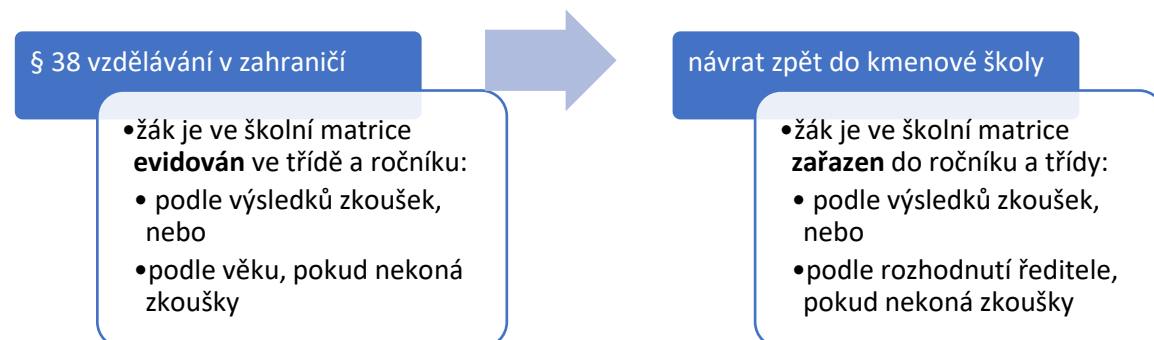 § 38 vzdělávání v zahraničí
•žák je ve školní matrice
evidován ve třídě a ročníku:
• podle výsledků zkoušek,
nebo
•podle věku, pokud nekoná
zkoušky
návrat zpět do kmenové školy
•žák je ve školní matrice
zařazen do ročníku a třídy:
• podle výsledků zkoušek,
nebo
•podle rozhodnutí ředitele,
pokud nekoná zkoušky